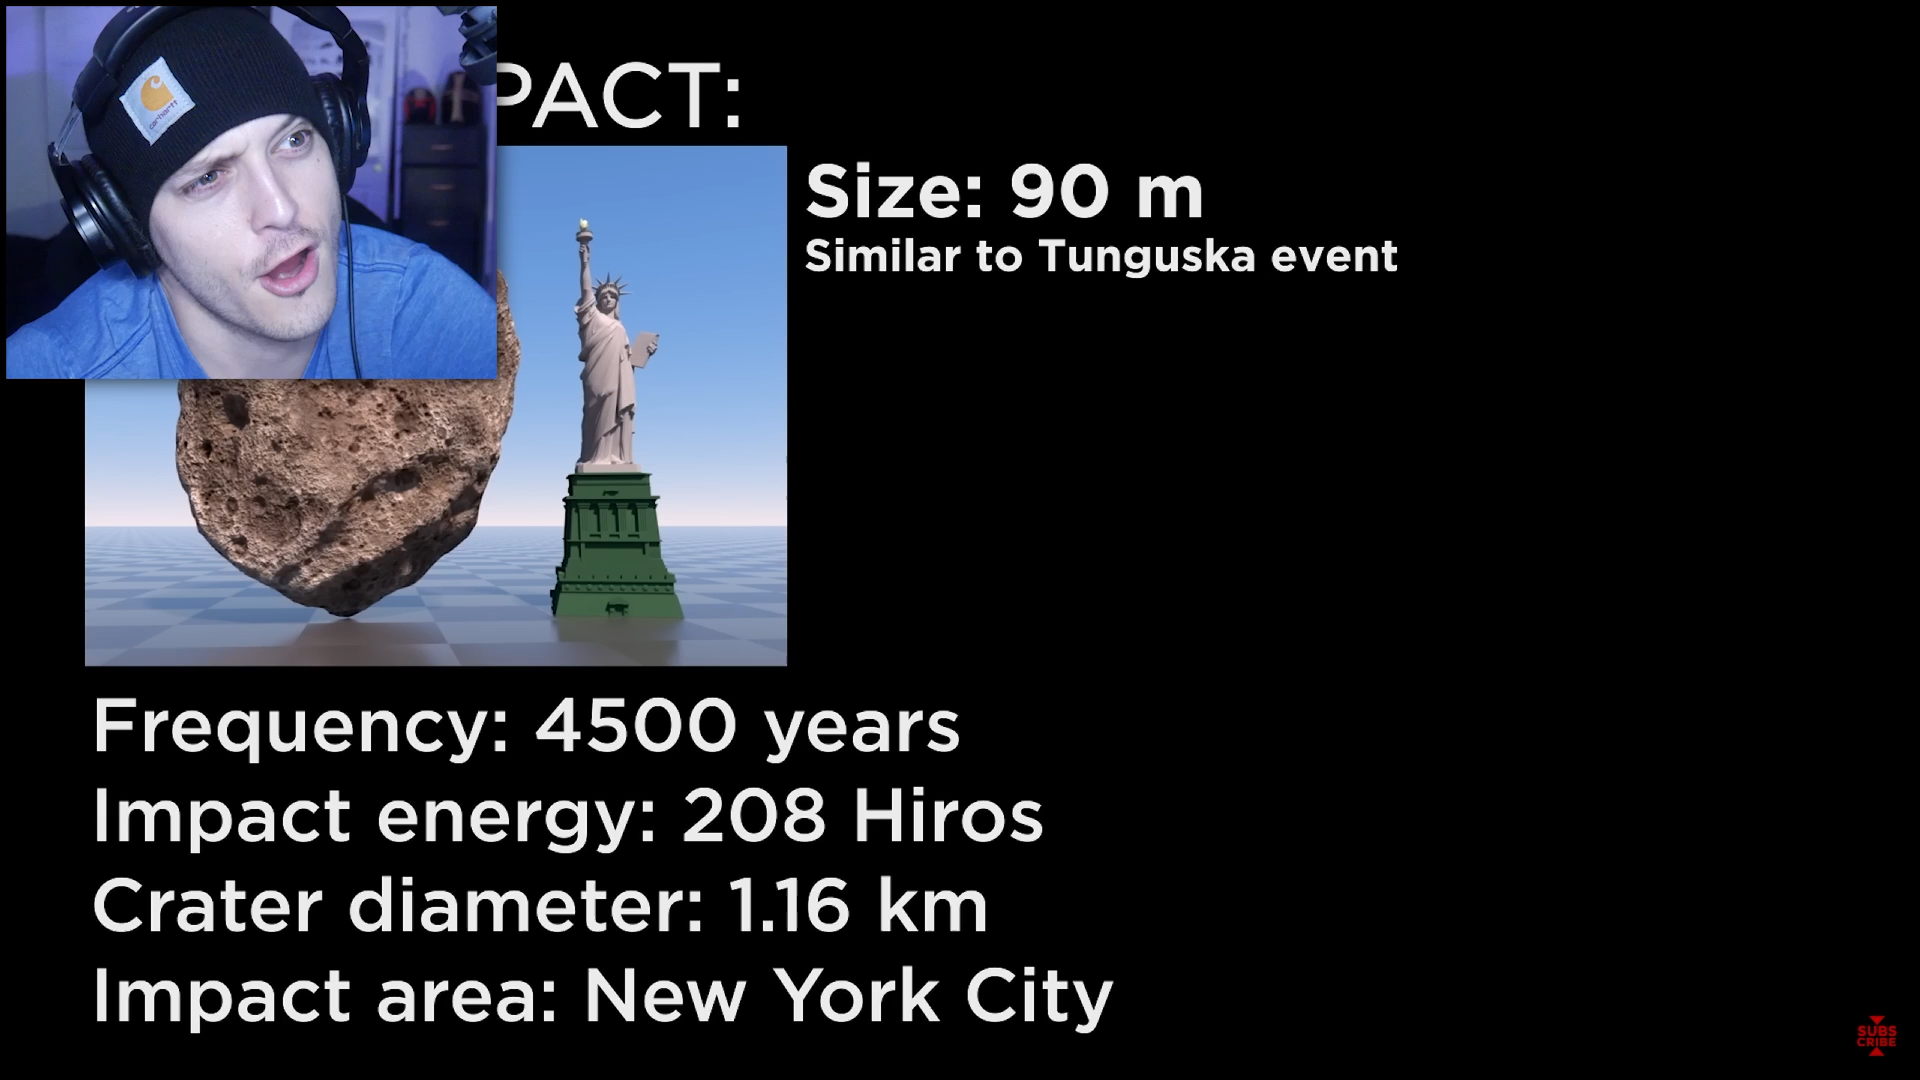 carhartt
PACT:
Size: 90 m
Similar to Tunguska event
Frequency: 4500 years
Impact energy: 208 Hiros
Crater diameter: 1.16 km
Impact area: New York City
SUBS
CRIBE